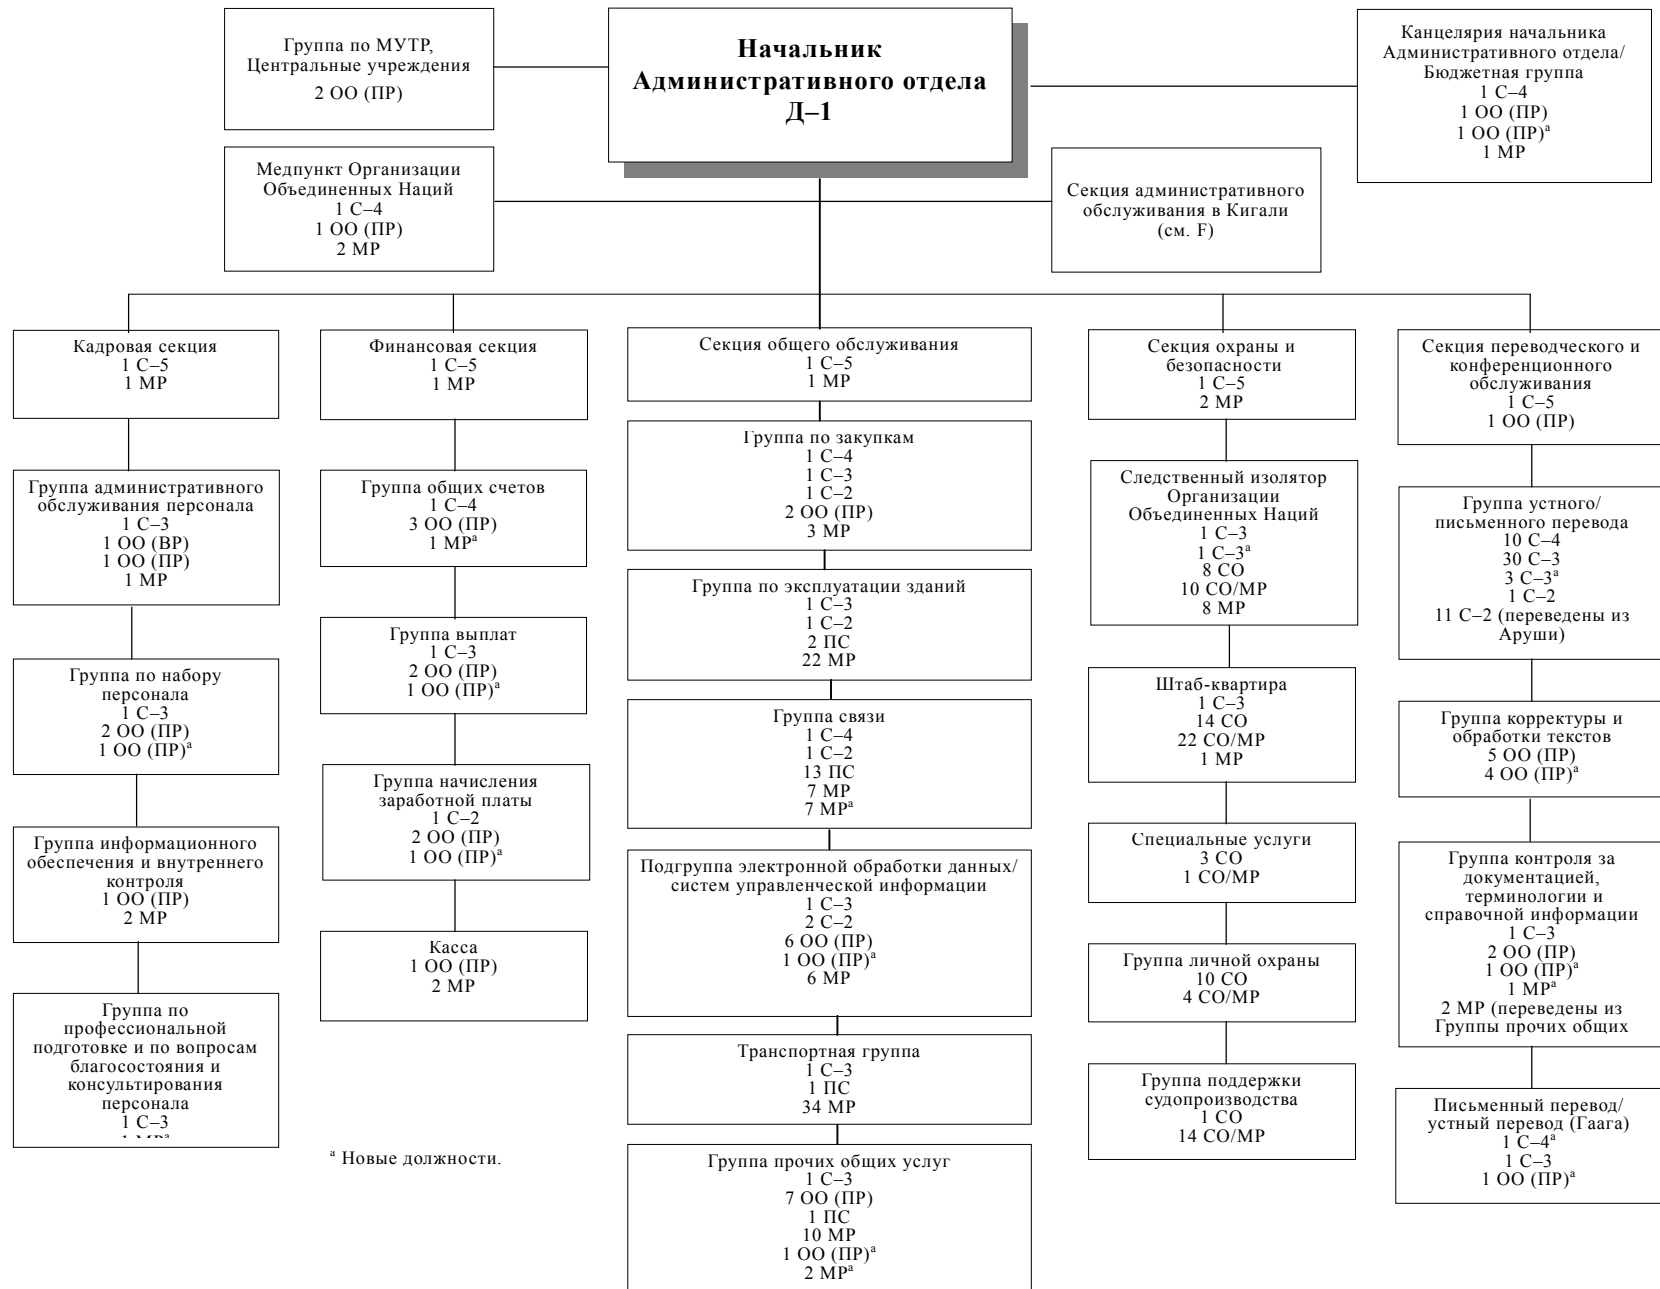 Группа по МУТР,
Центральные учреждения
2 ОО (ПР)
Начальник
Административного отдела
Д–1
Канцелярия начальника
Административного отдела/
Бюджетная группа
1 С–4
1 ОО (ПР)
1 ОО (ПР)ᵃ
1 МР
Медпункт Организации
Объединенных Наций
1 С–4
1 ОО (ПР)
2 МР
Секция административного
обслуживания в Кигали
(см. F)
Кадровая секция
1 С–5
1 МР
Группа административного
обслуживания персонала
1 С–3
1 ОО (ВР)
1 ОО (ПР)
1 МР
Группа по набору
персонала
1 С–3
2 ОО (ПР)
1 ОО (ПР)ᵃ
Группа информационного
обеспечения и внутреннего
контроля
1 ОО (ПР)
2 МР
Группа по
профессиональной
подготовке и по вопросам
благосостояния и
консультирования
персонала
1 С–3
1 МРᵃ
Финансовая секция
1 С–5
1 МР
Группа общих счетов
1 С–4
3 ОО (ПР)
1 МРᵃ
Группа выплат
1 С–3
2 ОО (ПР)
1 ОО (ПР)ᵃ
Группа начисления
заработной платы
1 С–2
2 ОО (ПР)
1 ОО (ПР)ᵃ
Касса
1 ОО (ПР)
2 МР
ᵃ Новые должности.
Секция общего обслуживания
1 С–5
1 МР
Группа по закупкам
1 С–4
1 С–3
1 С–2
2 ОО (ПР)
3 МР
Группа по эксплуатации зданий
1 С–3
1 С–2
2 ПС
22 МР
Группа связи
1 С–4
1 С–2
13 ПС
7 МР
7 МРᵃ
Подгруппа электронной обработки данных/
систем управленческой информации
1 С–3
2 С–2
6 ОО (ПР)
1 ОО (ПР)ᵃ
6 МР
Транспортная группа
1 С–3
1 ПС
34 МР
Группа прочих общих услуг
1 С–3
7 ОО (ПР)
1 ПС
10 МР
1 ОО (ПР)ᵃ
2 МРᵃ
Секция охраны и
безопасности
1 С–5
2 МР
Следственный изолятор
Организации
Объединенных Наций
1 С–3
1 С–3ᵃ
8 СО
10 СО/МР
8 МР
Штаб-квартира
1 С–3
14 СО
22 СО/МР
1 МР
Специальные услуги
3 СО
1 СО/МР
Группа личной охраны
10 СО
4 СО/МР
Группа поддержки
судопроизводства
1 СО
14 СО/МР
Секция переводческого и
конференционного
обслуживания
1 С–5
1 ОО (ПР)
Группа устного/
письменного перевода
10 С–4
30 С–3
3 С–3ᵃ
1 С–2
11 С–2 (переведены из
Аруши)
Группа корректуры и
обработки текстов
5 ОО (ПР)
4 ОО (ПР)ᵃ
Группа контроля за
документацией,
терминологии и
справочной информации
1 С–3
2 ОО (ПР)
1 ОО (ПР)ᵃ
1 МРᵃ
2 МР (переведены из
Группы прочих общих
Письменный перевод/
устный перевод (Гаага)
1 С–4ᵃ
1 С–3
1 ОО (ПР)ᵃ